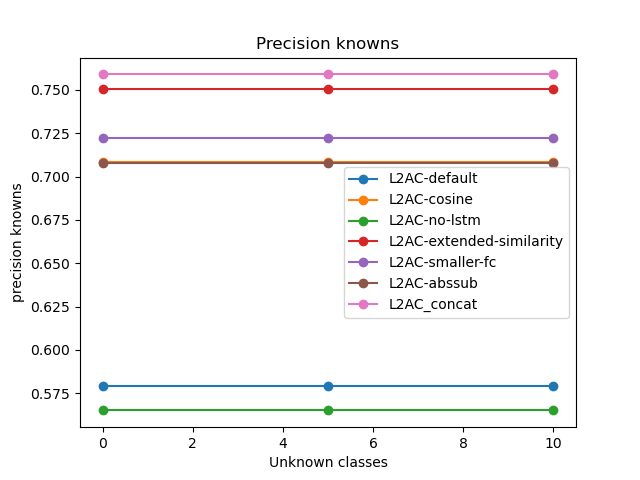 Precision knowns
precision knowns
0.750
0.725
0.700
0.675
0.650
0.625
0.600
0.575
L2AC-default
L2AC-cosine
L2AC-no-lstm
L2AC-extended-similarity
L2AC-smaller-fc
L2AC-abssub
L2AC_concat
0 2 4 6 8 10
Unknown classes